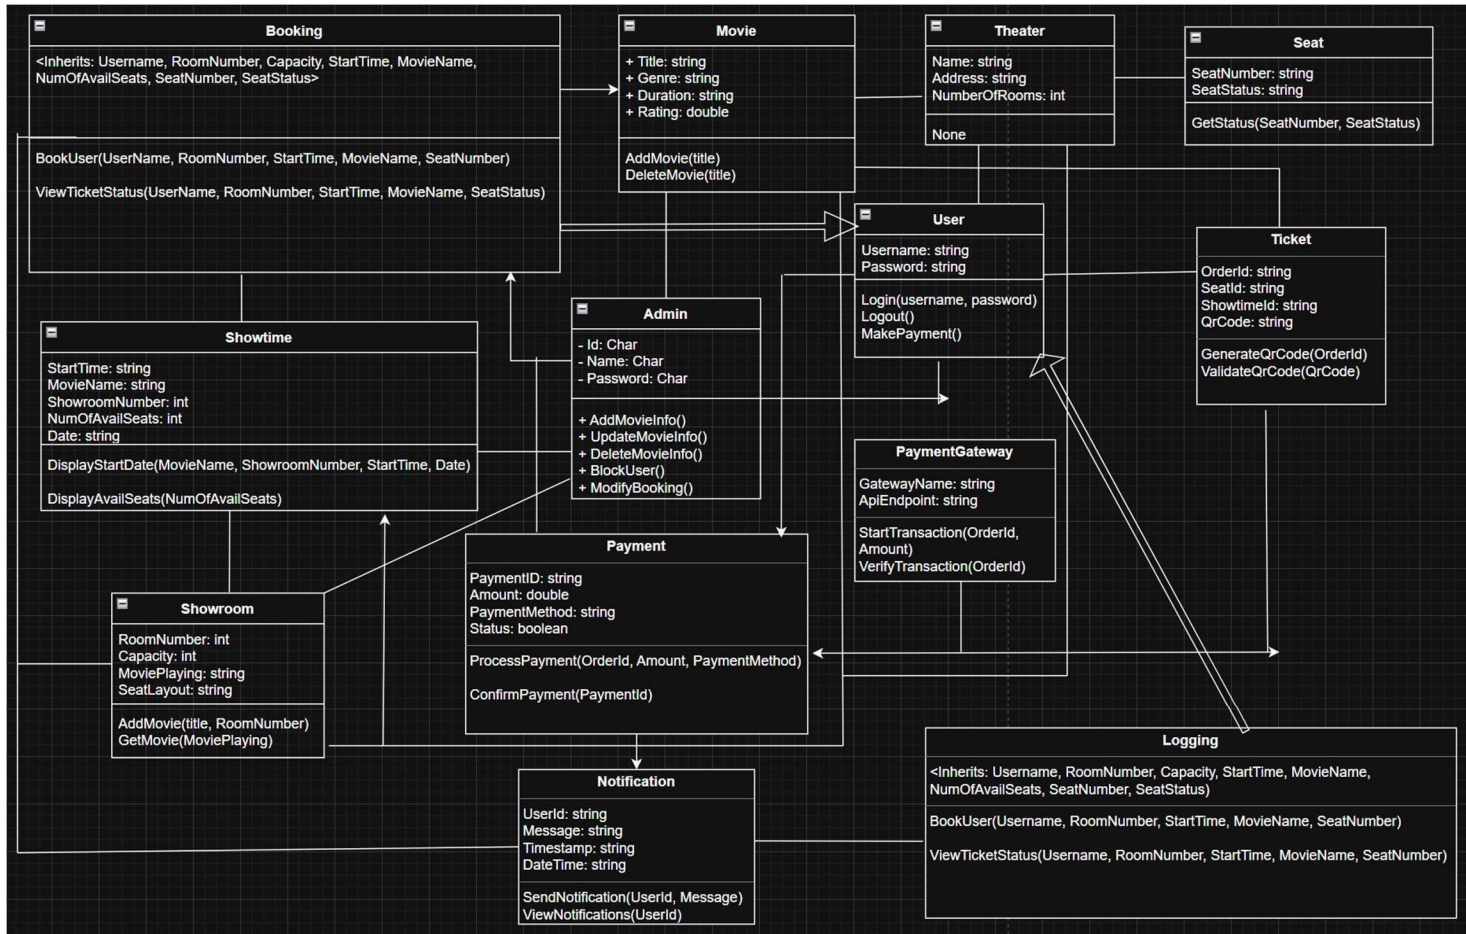 Booking
<Inherits: Username, RoomNumber, Capacity, StartTime, MovieName,
NumOfAvailSeats, SeatNumber, SeatStatus>
BookUser(UserName, RoomNumber, StartTime, MovieName, SeatNumber)
ViewTicketStatus(UserName, RoomNumber, StartTime, MovieName, SeatStatus)
Movie
+ Title: string
+ Genre: string
+ Duration: string
+ Rating: double
AddMovie(title)
DeleteMovie(title)
Theater
Name: string
Address: string
NumberOfRooms: int
None
Seat
SeatNumber: string
SeatStatus: string
GetStatus(SeatNumber, SeatStatus)
User
Username: string
Password: string
Login(username, password)
Logout()
MakePayment()
Ticket
OrderId: string
SeatId: string
ShowtimeId: string
QrCode: string
GenerateQrCode(OrderId)
ValidateQrCode(QrCode)
Showtime
StartTime: string
MovieName: string
ShowroomNumber: int
NumOfAvailSeats: int
Date: string
DisplayStartDate(MovieName, ShowroomNumber, StartTime, Date)
DisplayAvailSeats(NumOfAvailSeats)
Admin
- Id: Char
- Name: Char
- Password: Char
+ AddMovieInfo()
+ UpdateMovieInfo()
+ DeleteMovieInfo()
+ BlockUser()
+ ModifyBooking()
PaymentGateway
GatewayName: string
ApiEndpoint: string
StartTransaction(OrderId,
Amount)
VerifyTransaction(OrderId)
Payment
PaymentID: string
Amount: double
PaymentMethod: string
Status: boolean
ProcessPayment(OrderId, Amount, PaymentMethod)
ConfirmPayment(PaymentId)
Showroom
RoomNumber: int
Capacity: int
MoviePlaying: string
SeatLayout: string
AddMovie(title, RoomNumber)
GetMovie(MoviePlaying)
Notification
UserId: string
Message: string
Timestamp: string
DateTime: string
SendNotification(UserId, Message)
ViewNotifications(UserId)
Logging
<Inherits: Username, RoomNumber, Capacity, StartTime, MovieName,
NumOfAvailSeats, SeatNumber, SeatStatus)
BookUser(Username, RoomNumber, StartTime, MovieName, SeatNumber)
ViewTicketStatus(Username, RoomNumber, StartTime, MovieName, SeatNumber)